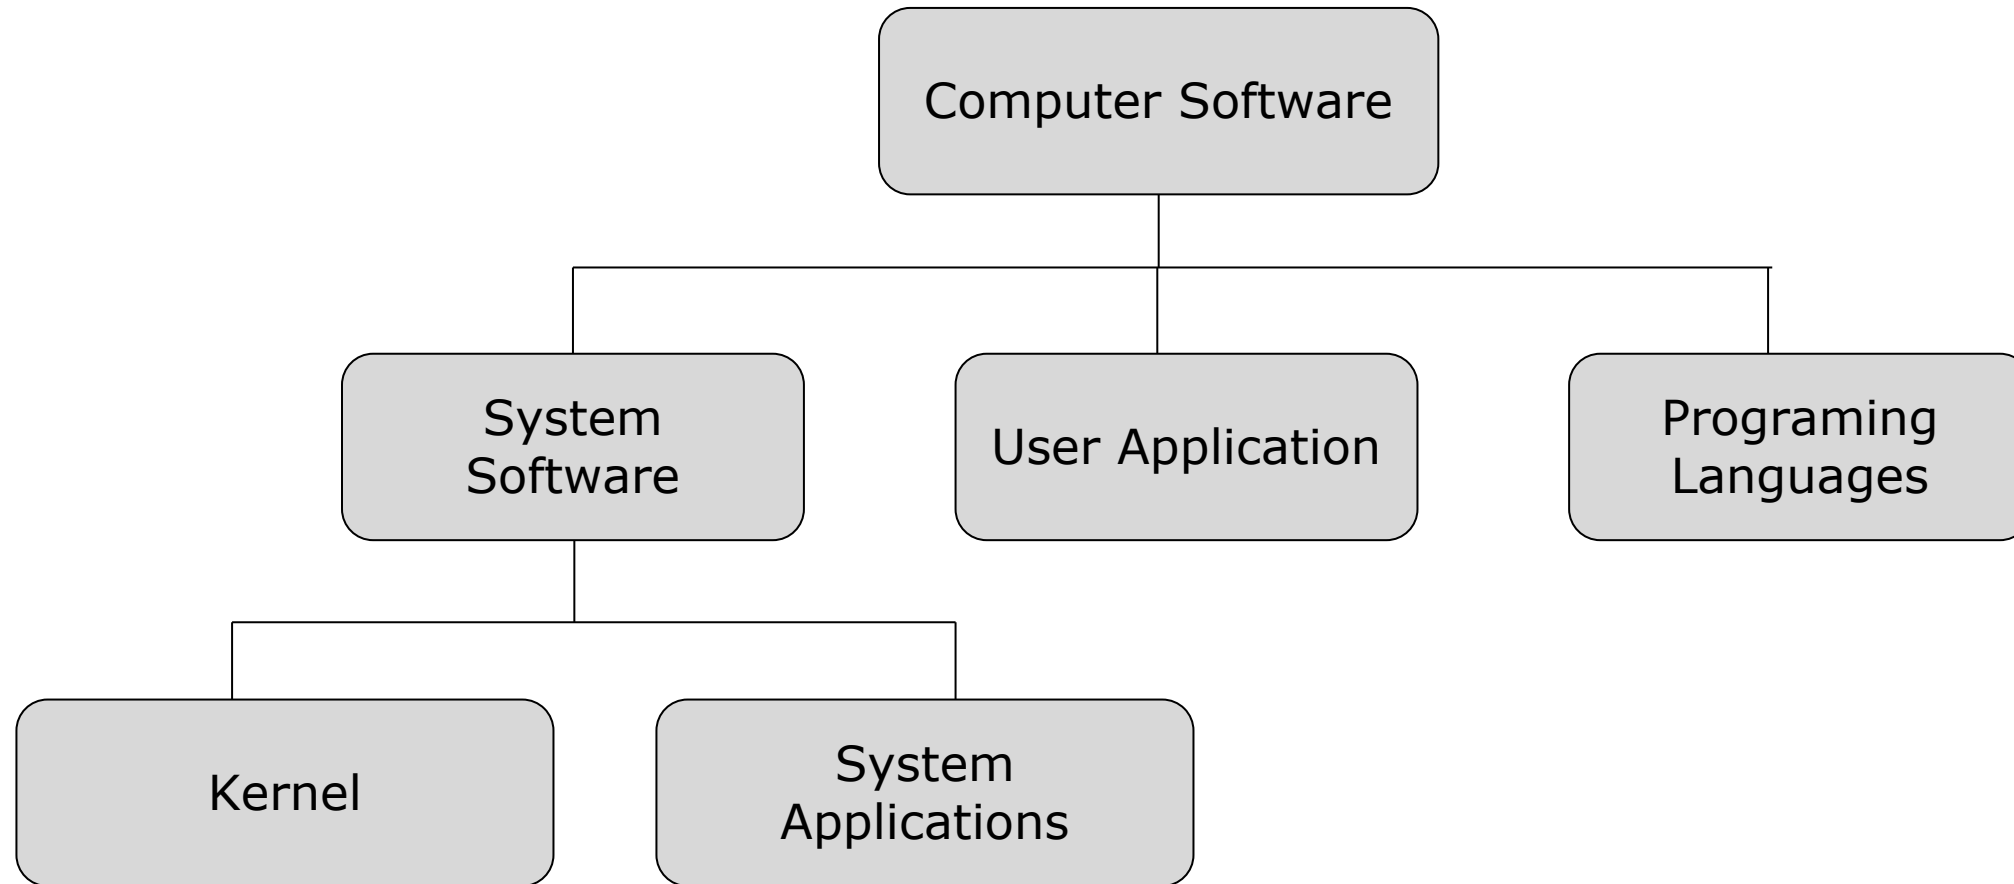 Computer Software
System
Software
User Application
Programing
Languages
Kernel
System
Applications